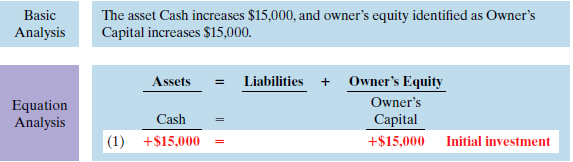 Basic Analysis
The asset Cash increases $15,000, and owner’s equity identified as Owner’s
Capital increases $15,000.
Equation Analysis
Assets = Liabilities + Owner’s Equity
Owner’s
Cash = Capital
(1) +$15,000 = +$15,000 Initial investment